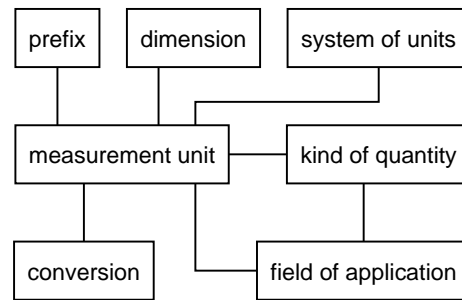 prefix
dimension
system of units
measurement unit
kind of quantity
conversion
field of application